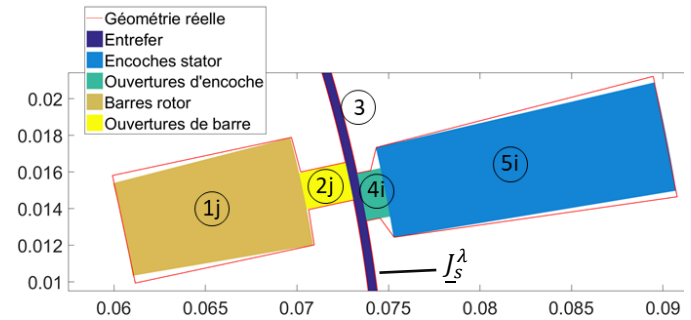 Géométrie réelle
Entrefer
Encoches stator
Ouvertures d'encoche
Barres rotor
Ouvertures de barre
0.02
0.018
0.016
0.014
0.012
0.01
3
5i
4i
2j
1j
J_s^λ
0.06 0.065 0.07 0.075 0.08 0.085 0.09